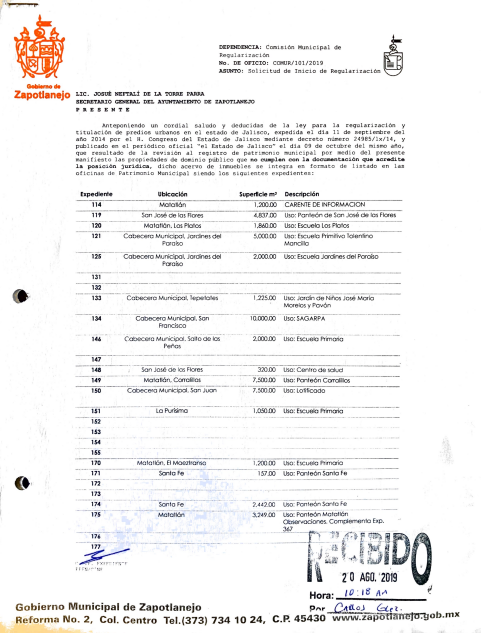 DEPENDENCIA: Comisión Municipal de
Regularización
No. DE OFICIO: COMUR/101/2019
ASUNTO: Solicitud de Inicio de Regularización
Gobierno de
Zapotlanejo
LIC. JOSUÉ NEFTALÍ DE LA TORRE PARRA
SECRETARIO GENERAL DEL AYUNTAMIENTO DE ZAPOTLANEJO
P R E S E N T E
Anteponiendo un cordial saludo y deducidas de la ley para la regularización y
titulación de predios urbanos en el estado de Jalisco, expedida el día 11 de septiembre del
año 2014 por el H. Congreso del Estado de Jalisco mediante decreto número 24985/lx/14, y
publicado en el periódico oficial "el Estado de Jalisco" el día 09 de octubre del mismo año,
que resultado de la revisión al registro de patrimonio municipal por medio del presente
manifiesto las propiedades de dominio público que no cumplen con la documentación que acredite
la posición jurídica, dicho acervo de inmuebles se integra en formato de listado en las
oficinas de Patrimonio Municipal siendo los siguientes expedientes:
Expediente Ubicación Superficie m² Descripción
114 Matatlán 1,200.00 CARENTE DE INFORMACION
119 San José de las Flores 4,837.00 Uso: Panteón de San José de las Flores
120 Matatlán, Los Platos 1,860.00 Uso: Escuela Los Platos
121 Cabecera Municipal, Jardines del Paraíso 5,000.00 Uso: Escuela Primitivo Tolentino Mancilla
125 Cabecera Municipal, Jardines del Paraíso 2,000.00 Uso: Escuela Jardines del Paraíso
131
132
133 Cabecera Municipal, Tepetates 1,225.00 Uso: Jardín de Niños José María Morelos y Pavón
134 Cabecera Municipal, San Francisco 10,000.00 Uso: SAGARPA
146 Cabecera Municipal, Salto de las Peñas 2,000.00 Uso: Escuela Primaria
147
148 San José de las Flores 320.00 Uso: Centro de salud
149 Matatlán, Corralillos 7,500.00 Uso: Panteón Corralillos
150 Cabecera Municipal, San Juan 7,500.00 Uso: Lotificado
151 La Purísima 1,050.00 Uso: Escuela Primaria
152
153
154
155
170 Matatlán, El Maeztranso 1,200.00 Uso: Escuela Primaria
171 Santa Fe 157.00 Uso: Panteón Santa Fe
172
173
174 Santa Fe 2,442.00 Uso: Panteón Santa Fe
175 Matatlán 3,249.00 Uso: Panteón Matatlán Observaciones. Complemento Exp. 367
176
177
EXPEDIENTE
RECIBIDO
20 AGO. 2019
Hora: 10:18 AM
Por Carlos Glez.
Gobierno Municipal de Zapotlanejo
Reforma No. 2, Col. Centro Tel.(373) 734 10 24, C.P. 45430 www.zapotlanejo.gob.mx